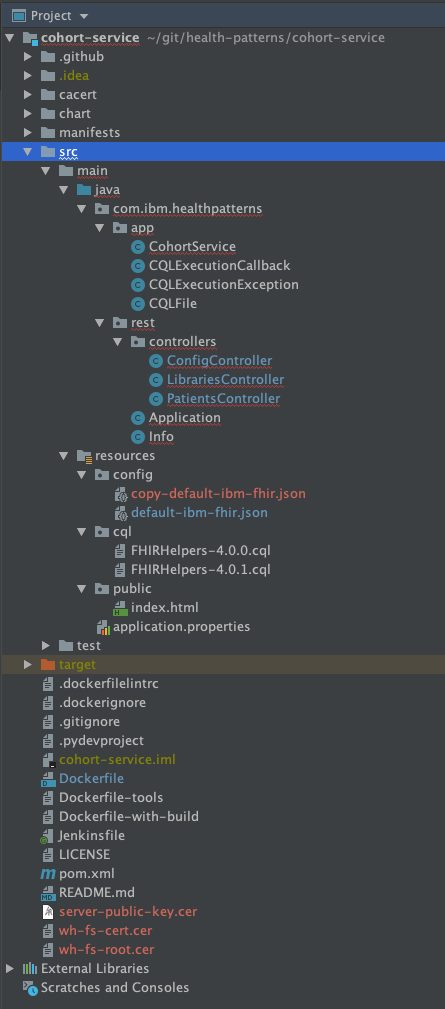 Project
cohort-service ~/git/health-patterns/cohort-service
.github
.idea
cacert
chart
manifests
src
main
java
com.ibm.healthpatterns
app
CohortService
CQLExecutionCallback
CQLExecutionException
CQLFile
rest
controllers
ConfigController
LibrariesController
PatientsController
Application
Info
resources
config
copy-default-ibm-fhir.json
default-ibm-fhir.json
cql
FHIRHelpers-4.0.0.cql
FHIRHelpers-4.0.1.cql
public
index.html
application.properties
test
target
.dockerfilelintrc
.dockerignore
.gitignore
.pydevproject
cohort-service.iml
Dockerfile
Dockerfile-tools
Dockerfile-with-build
Jenkinsfile
LICENSE
pom.xml
README.md
server-public-key.cer
wh-fs-cert.cer
wh-fs-root.cer
External Libraries
Scratches and Consoles